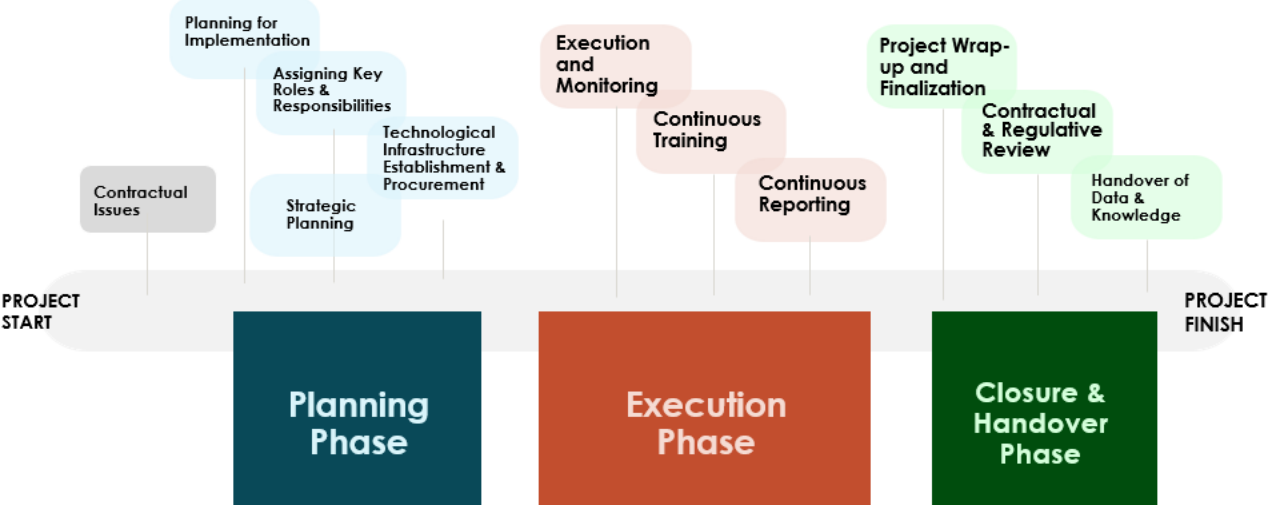 Planning for
Implementation
Assigning Key
Roles &
Responsibilities
Technological
Infrastructure
Establishment &
Procurement
Contractual
Issues
Strategic
Planning
Execution
and
Monitoring
Continuous
Training
Continuous
Reporting
Project Wrap-
up and
Finalization
Contractual
& Regulative
Review
Handover of
Data &
Knowledge
PROJECT
START
PROJECT
FINISH
Planning
Phase
Execution
Phase
Closure &
Handover
Phase